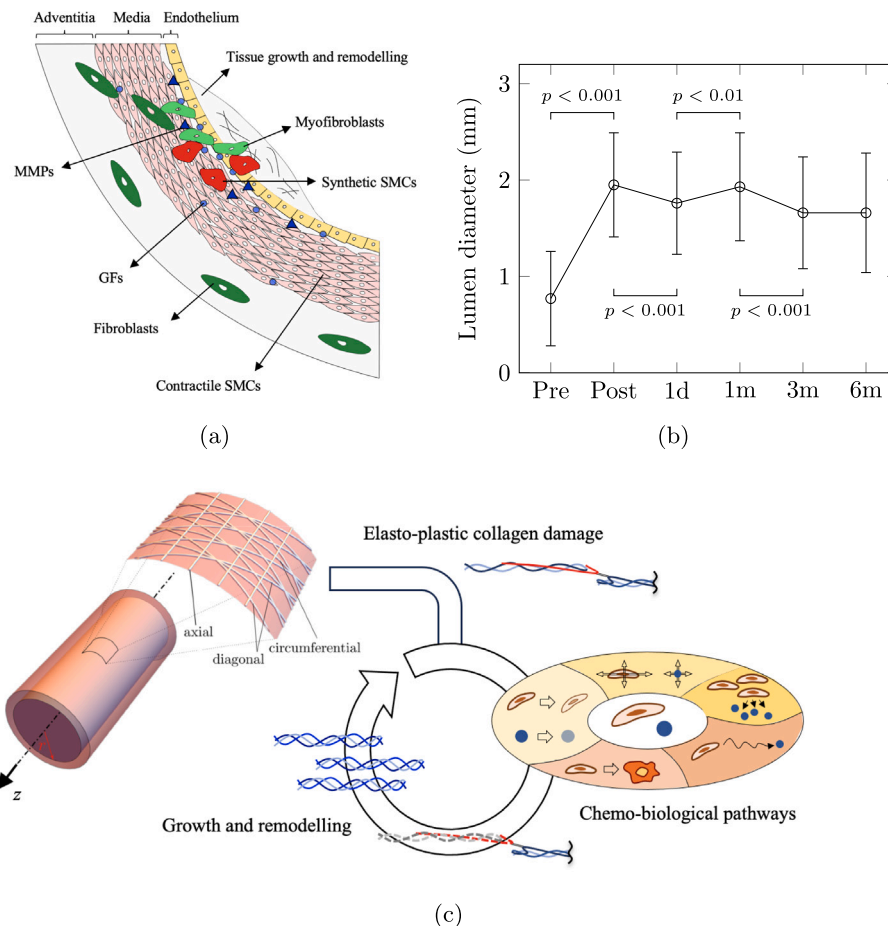 Adventitia Media Endothelium
Tissue growth and remodelling
Myofibroblasts
MMPs
Synthetic SMCs
GFs
Fibroblasts
Contractile SMCs
(a)
Lumen diameter (mm)
3
2
1
0
p < 0.001
p < 0.01
p < 0.001
p < 0.001
Pre Post 1d 1m 3m 6m
(b)
Elasto-plastic collagen damage
axial
diagonal
circumferential
z
Growth and remodelling
Chemo-biological pathways
(c)